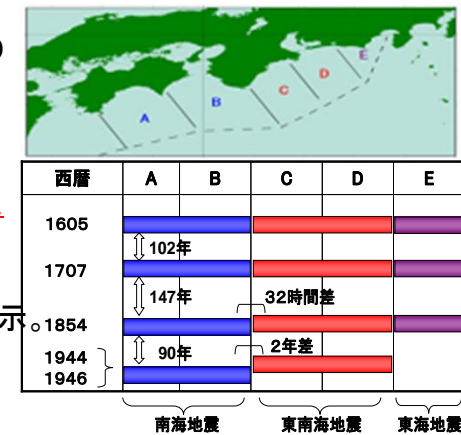 A
B
C
D
E
西暦 A B C D E
1605
102年
1707
147年
32時間差
示。
1854
90年
2年差
1944
1946
南海地震 東南海地震 東海地震